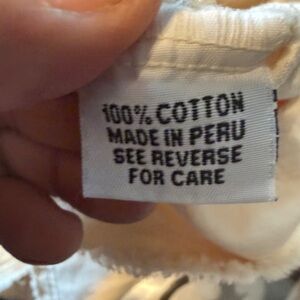 100% COTTON
MADE IN PERU
SEE REVERSE
FOR CARE